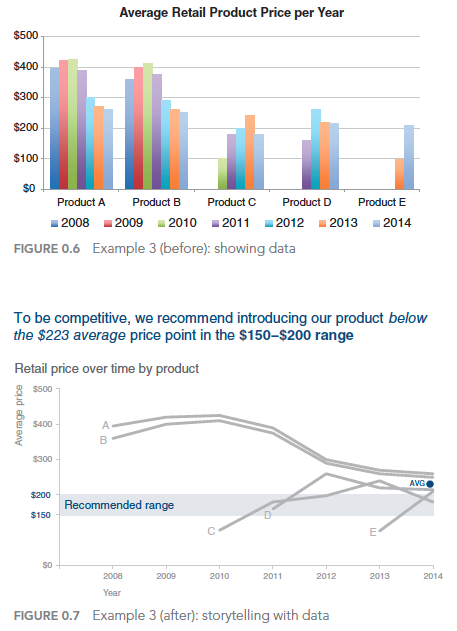 Average Retail Product Price per Year
$500
$400
$300
$200
$100
$0
Product A Product B Product C Product D Product E
2008 2009 2010 2011 2012 2013 2014
FIGURE 0.6 Example 3 (before): showing data
To be competitive, we recommend introducing our product below
the $223 average price point in the $150–$200 range
Retail price over time by product
Average price
$500
$400
$300
$200
$150
$0
A
B
C
D
E
AVG
Recommended range
2008 2009 2010 2011 2012 2013 2014
Year
FIGURE 0.7 Example 3 (after): storytelling with data